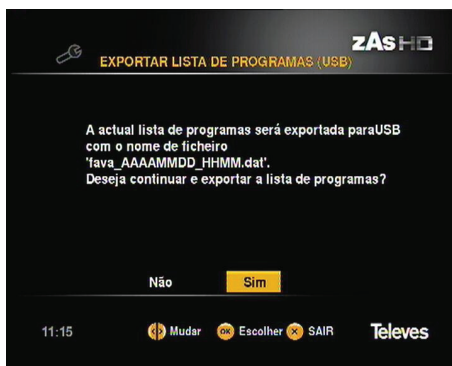 zAs HD
EXPORTAR LISTA DE PROGRAMAS (USB)
A actual lista de programas será exportada paraUSB
com o nome de ficheiro
'fava_AAAAMMDD_HHMM.dat'.
Deseja continuar e exportar a lista de programas?
Não Sim
11:15 Mudar OK Escolher SAIR Televes